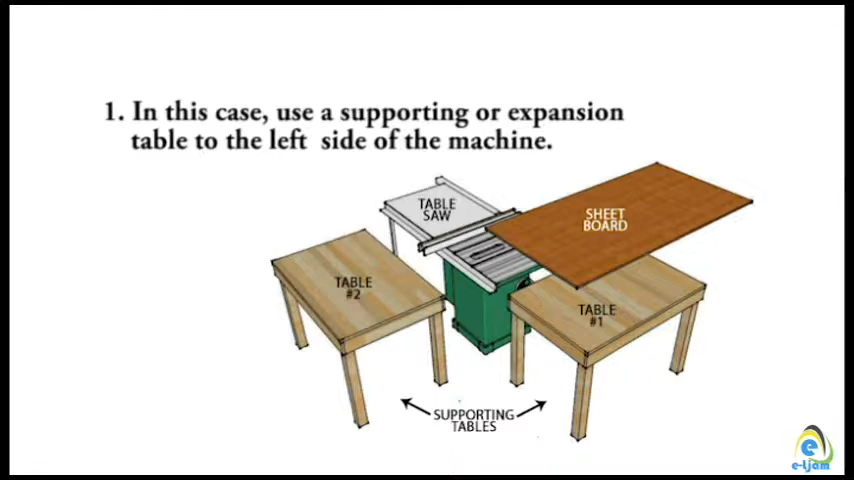 1. In this case, use a supporting or expansion
table to the left side of the machine.
TABLE
SAW
SHEET
BOARD
TABLE
#2
TABLE
#1
SUPPORTING
TABLES
e
e-ljam